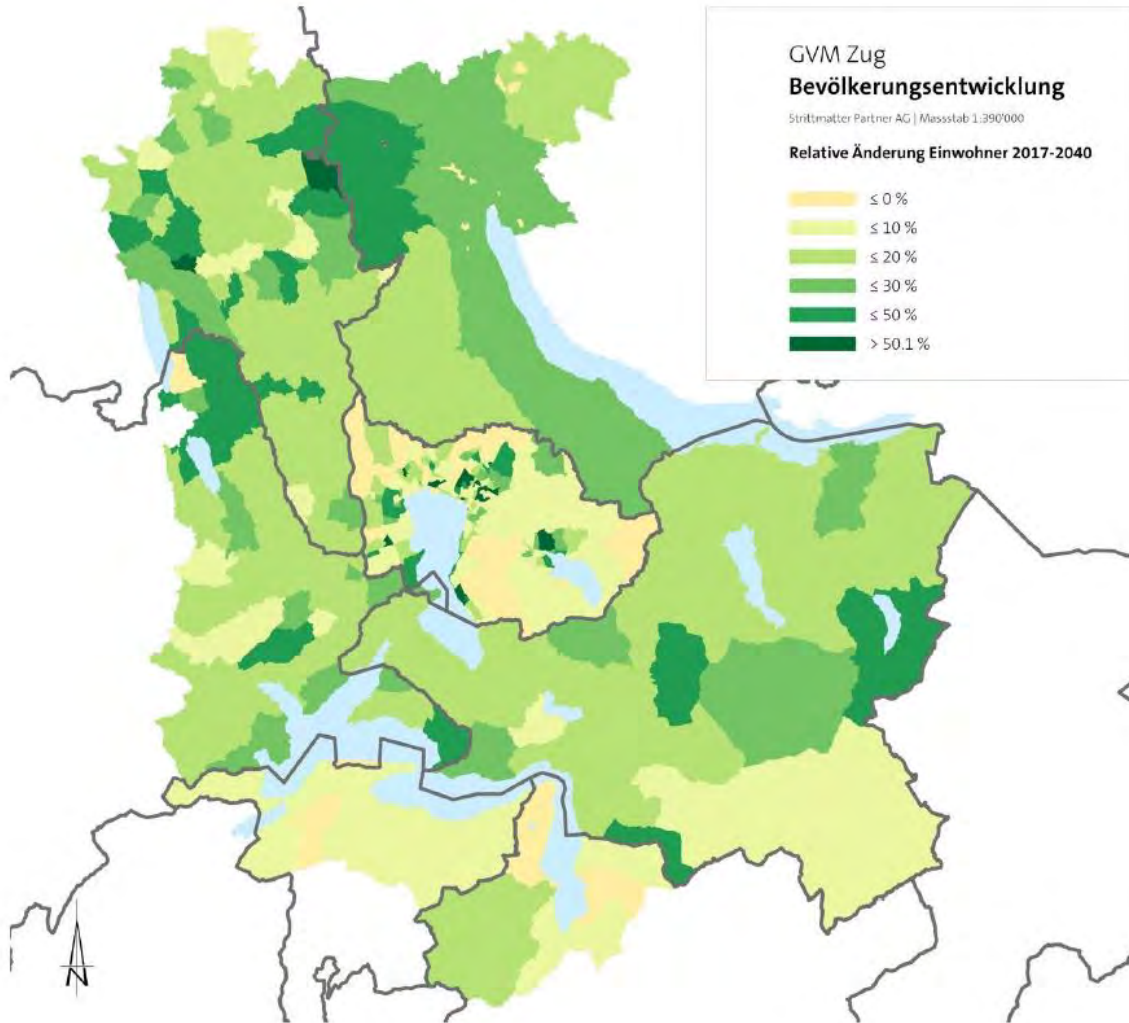 GVM Zug
Bevölkerungsentwicklung
Strittmatter Partner AG | Massstab 1:390'000
Relative Änderung Einwohner 2017-2040
≤ 0 %
≤ 10 %
≤ 20 %
≤ 30 %
≤ 50 %
> 50.1 %
N